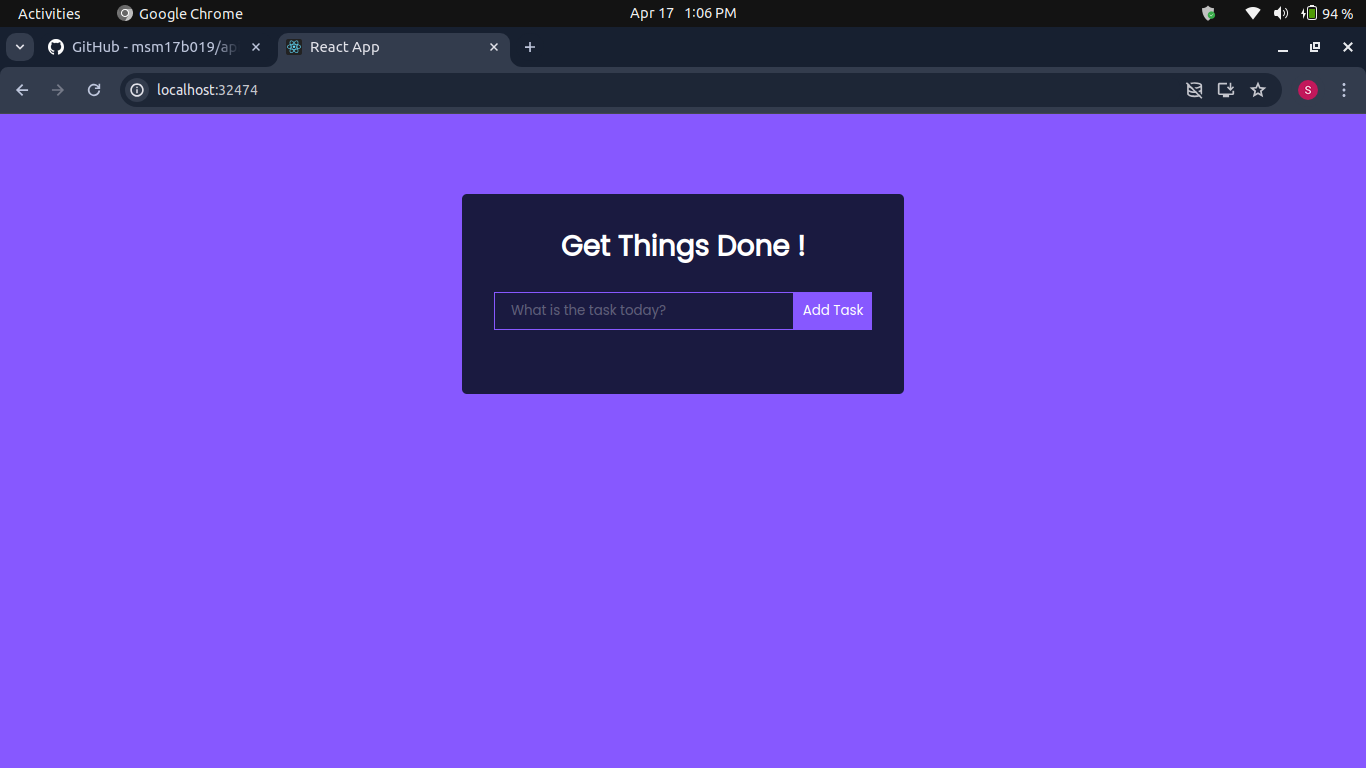 Activities Google Chrome Apr 17 1:06 PM 94 %
GitHub - msm17b019/ap React App
localhost:32474 S
Get Things Done !
What is the task today? Add Task